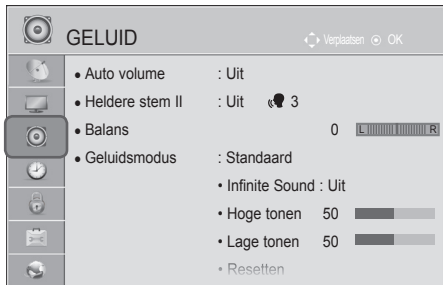 GELUID
Verplaatsen OK
• Auto volume : Uit
• Heldere stem II : Uit 3
• Balans 0 L R
• Geluidsmodus : Standaard
• Infinite Sound : Uit
• Hoge tonen 50
• Lage tonen 50
• Resetten